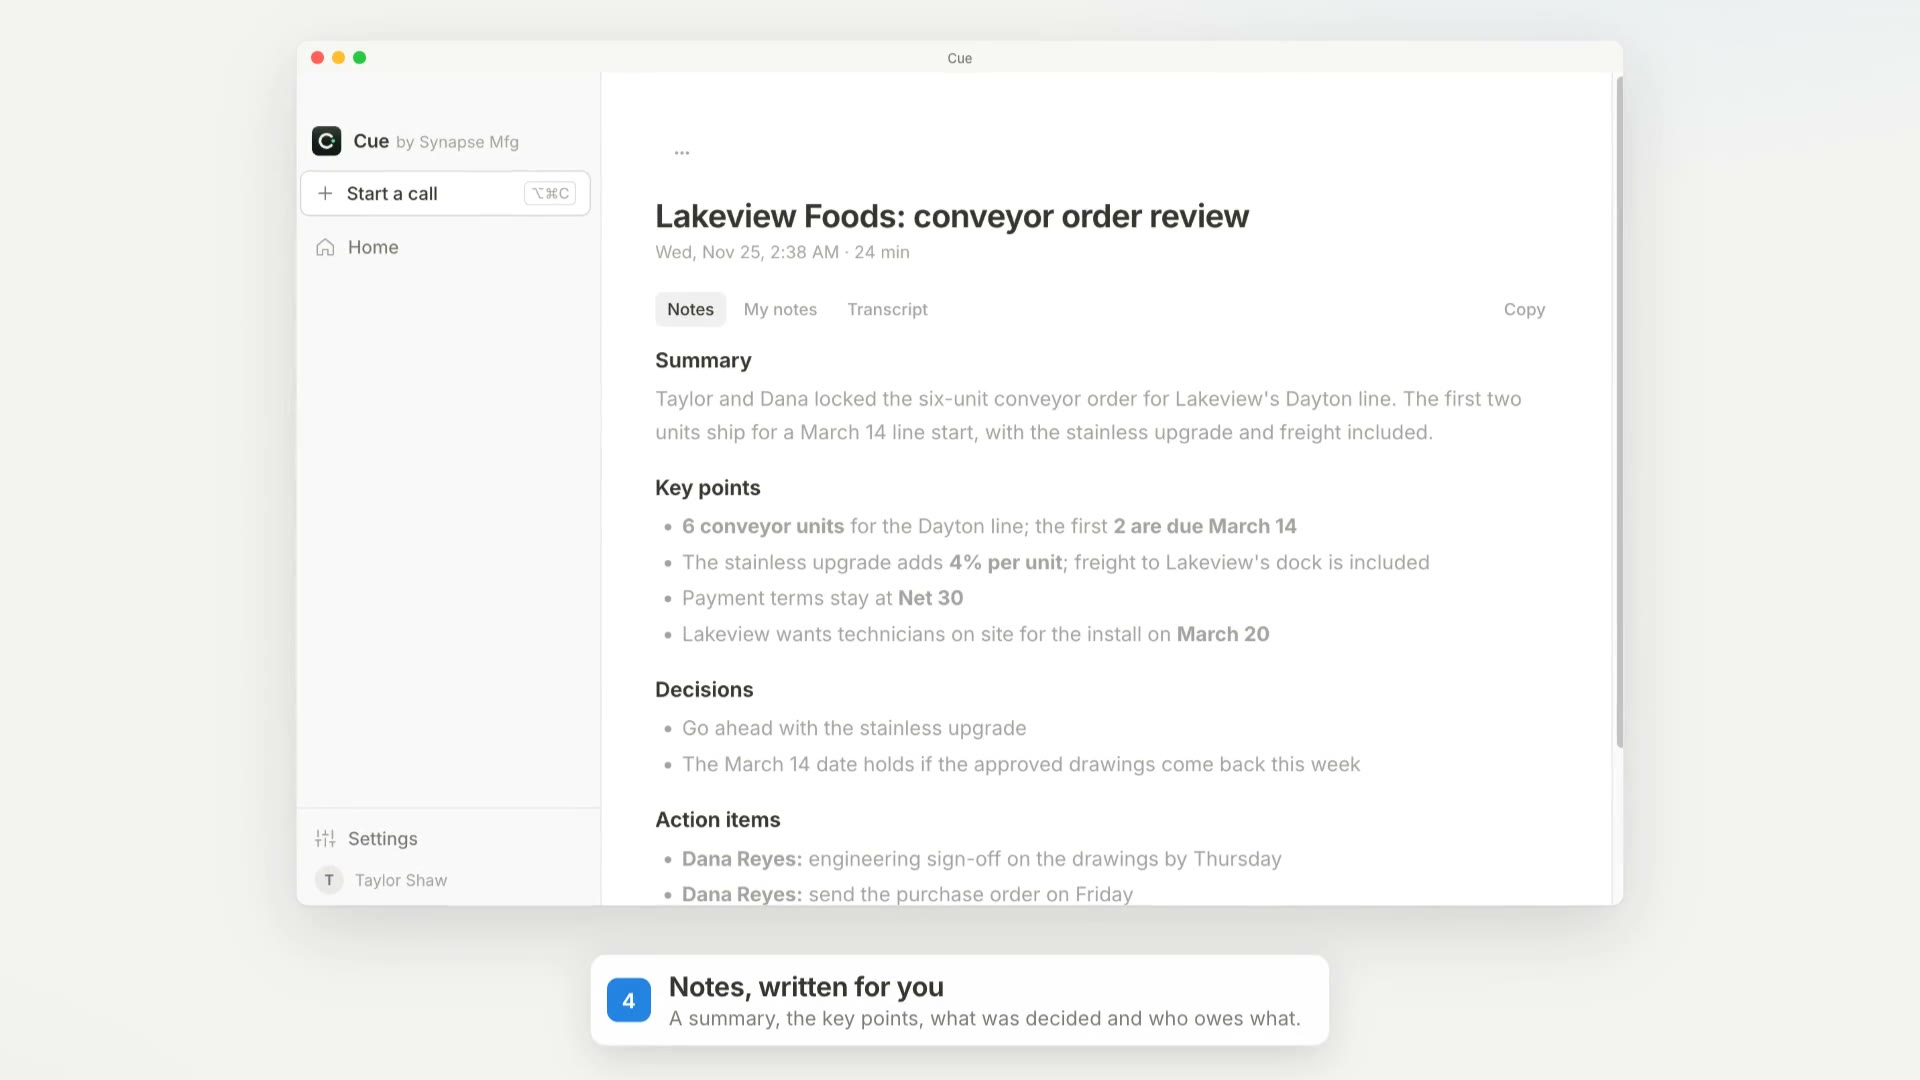 Cue
Cue by Synapse Mfg
Start a call ⌥⌘C
Home
Settings
T Taylor Shaw
...
Lakeview Foods: conveyor order review
Wed, Nov 25, 2:38 AM · 24 min
Notes My notes Transcript Copy
Summary
Taylor and Dana locked the six-unit conveyor order for Lakeview's Dayton line. The first two
units ship for a March 14 line start, with the stainless upgrade and freight included.
Key points
• 6 conveyor units for the Dayton line; the first 2 are due March 14
• The stainless upgrade adds 4% per unit; freight to Lakeview's dock is included
• Payment terms stay at Net 30
• Lakeview wants technicians on site for the install on March 20
Decisions
• Go ahead with the stainless upgrade
• The March 14 date holds if the approved drawings come back this week
Action items
• Dana Reyes: engineering sign-off on the drawings by Thursday
• Dana Reyes: send the purchase order on Friday
4 Notes, written for you
A summary, the key points, what was decided and who owes what.